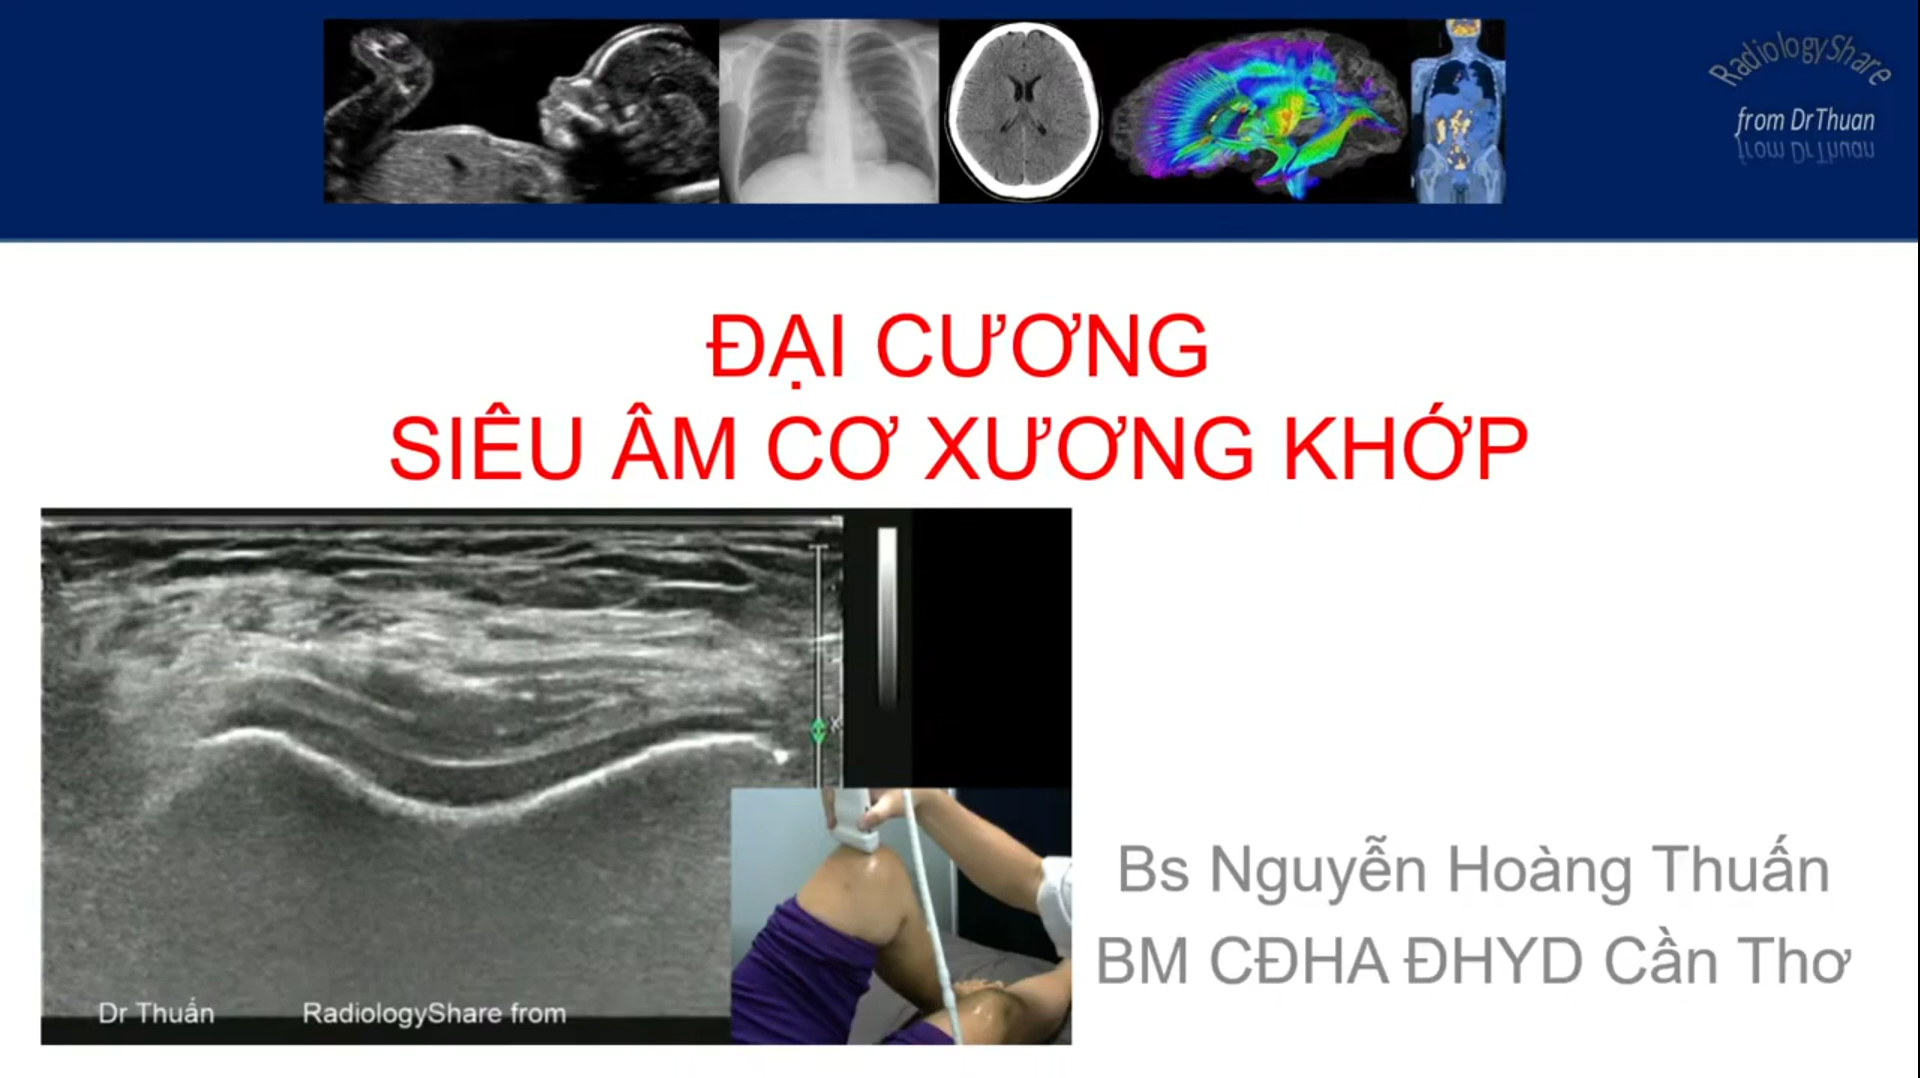 RadiologyShare
from DrThuan
ĐẠI CƯƠNG
SIÊU ÂM CƠ XƯƠNG KHỚP
x
Bs Nguyễn Hoàng Thuấn
BM CĐHA ĐHYD Cần Thơ
Dr Thuấn RadiologyShare from